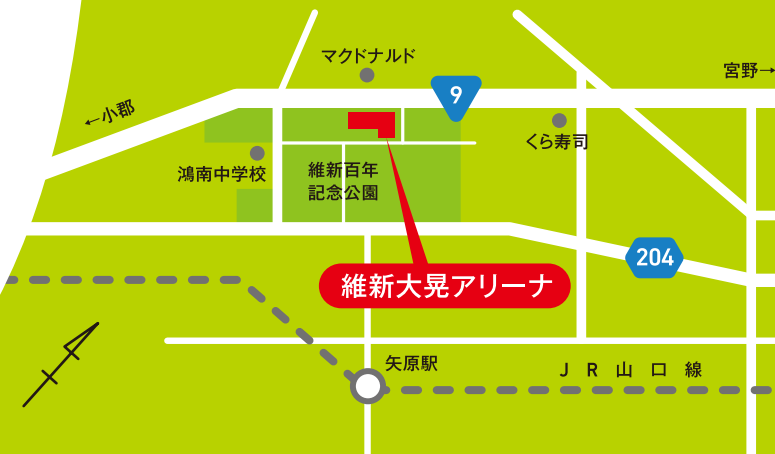 マクドナルド
宮野→
9
←小郡
くら寿司
鴻南中学校
維新百年
記念公園
204
維新大晃アリーナ
矢原駅
JR山口線